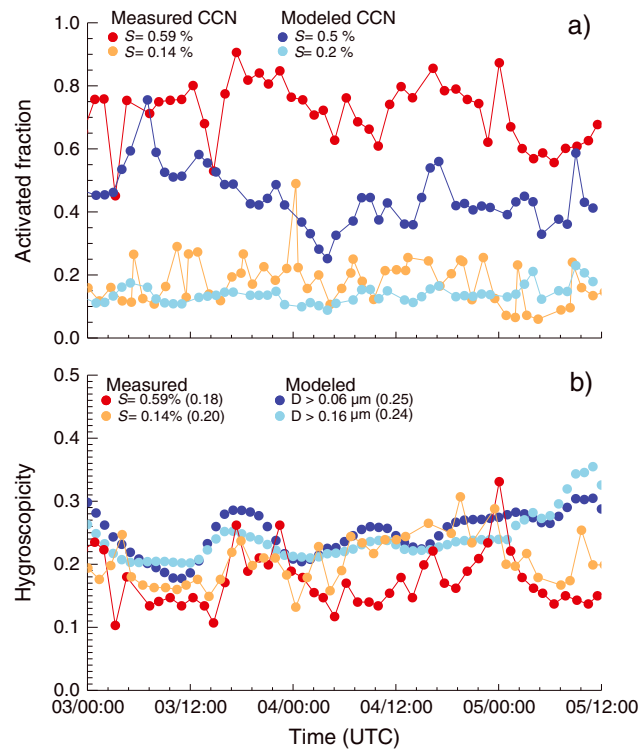 Measured CCN Modeled CCN a)
S= 0.59 % S= 0.5 %
S= 0.14 % S= 0.2 %
1.0
0.8
0.6
0.4
0.2
0.0
Activated fraction
Measured Modeled b)
S= 0.59% (0.18) D > 0.06 µm (0.25)
S= 0.14% (0.20) D > 0.16 µm (0.24)
0.5
0.4
0.3
0.2
0.1
0.0
Hygroscopicity
03/00:00 03/12:00 04/00:00 04/12:00 05/00:00 05/12:00
Time (UTC)